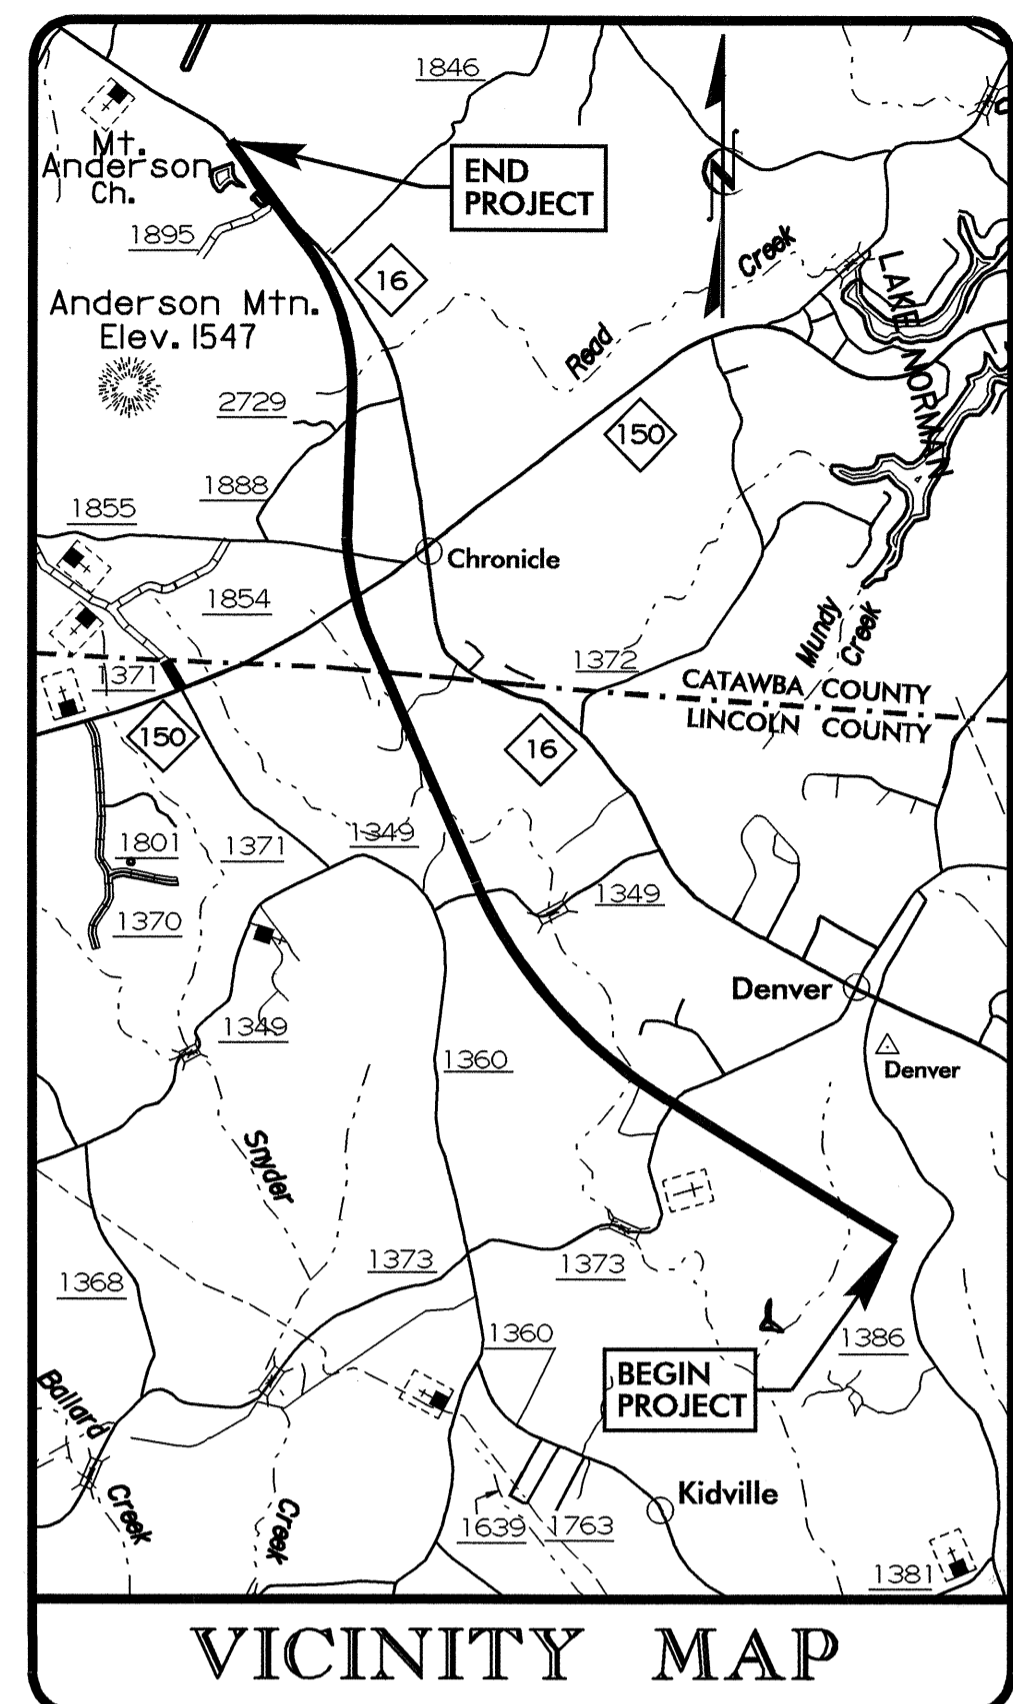 1846
Mt.
Anderson
Ch.
END
PROJECT
N
1895
16
Creek
LAKE NORMAN
Anderson Mtn.
Elev. 1547
Read
2729
150
1888
1855
Chronicle
1854
Mundy
Creek
1372
1371
CATAWBA COUNTY
LINCOLN COUNTY
150
16
1349
1801
1371
1349
1370
Denver
1349
1360
Denver
Snyder
1373
1373
1368
1360
1386
BEGIN
PROJECT
Ballard
Creek
Creek
Kidville
1639
1763
1381
VICINITY MAP